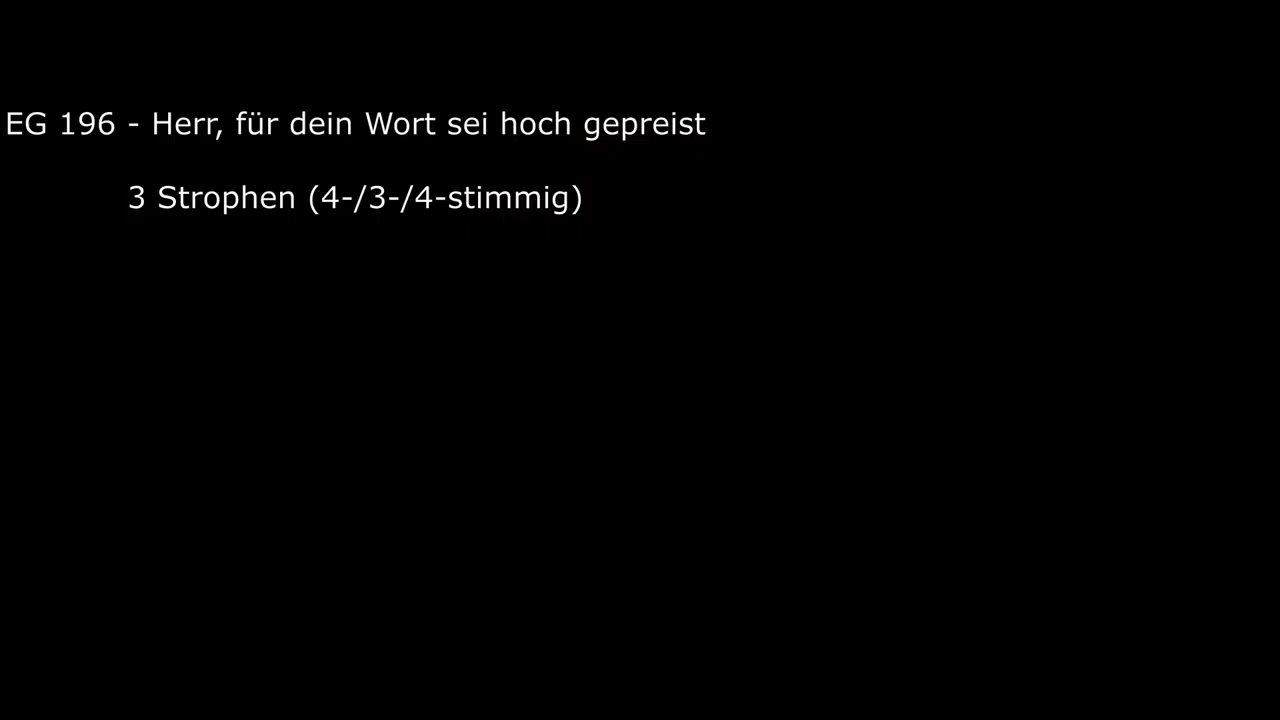 EG 196 - Herr, für dein Wort sei hoch gepreist
3 Strophen (4-/3-/4-stimmig)